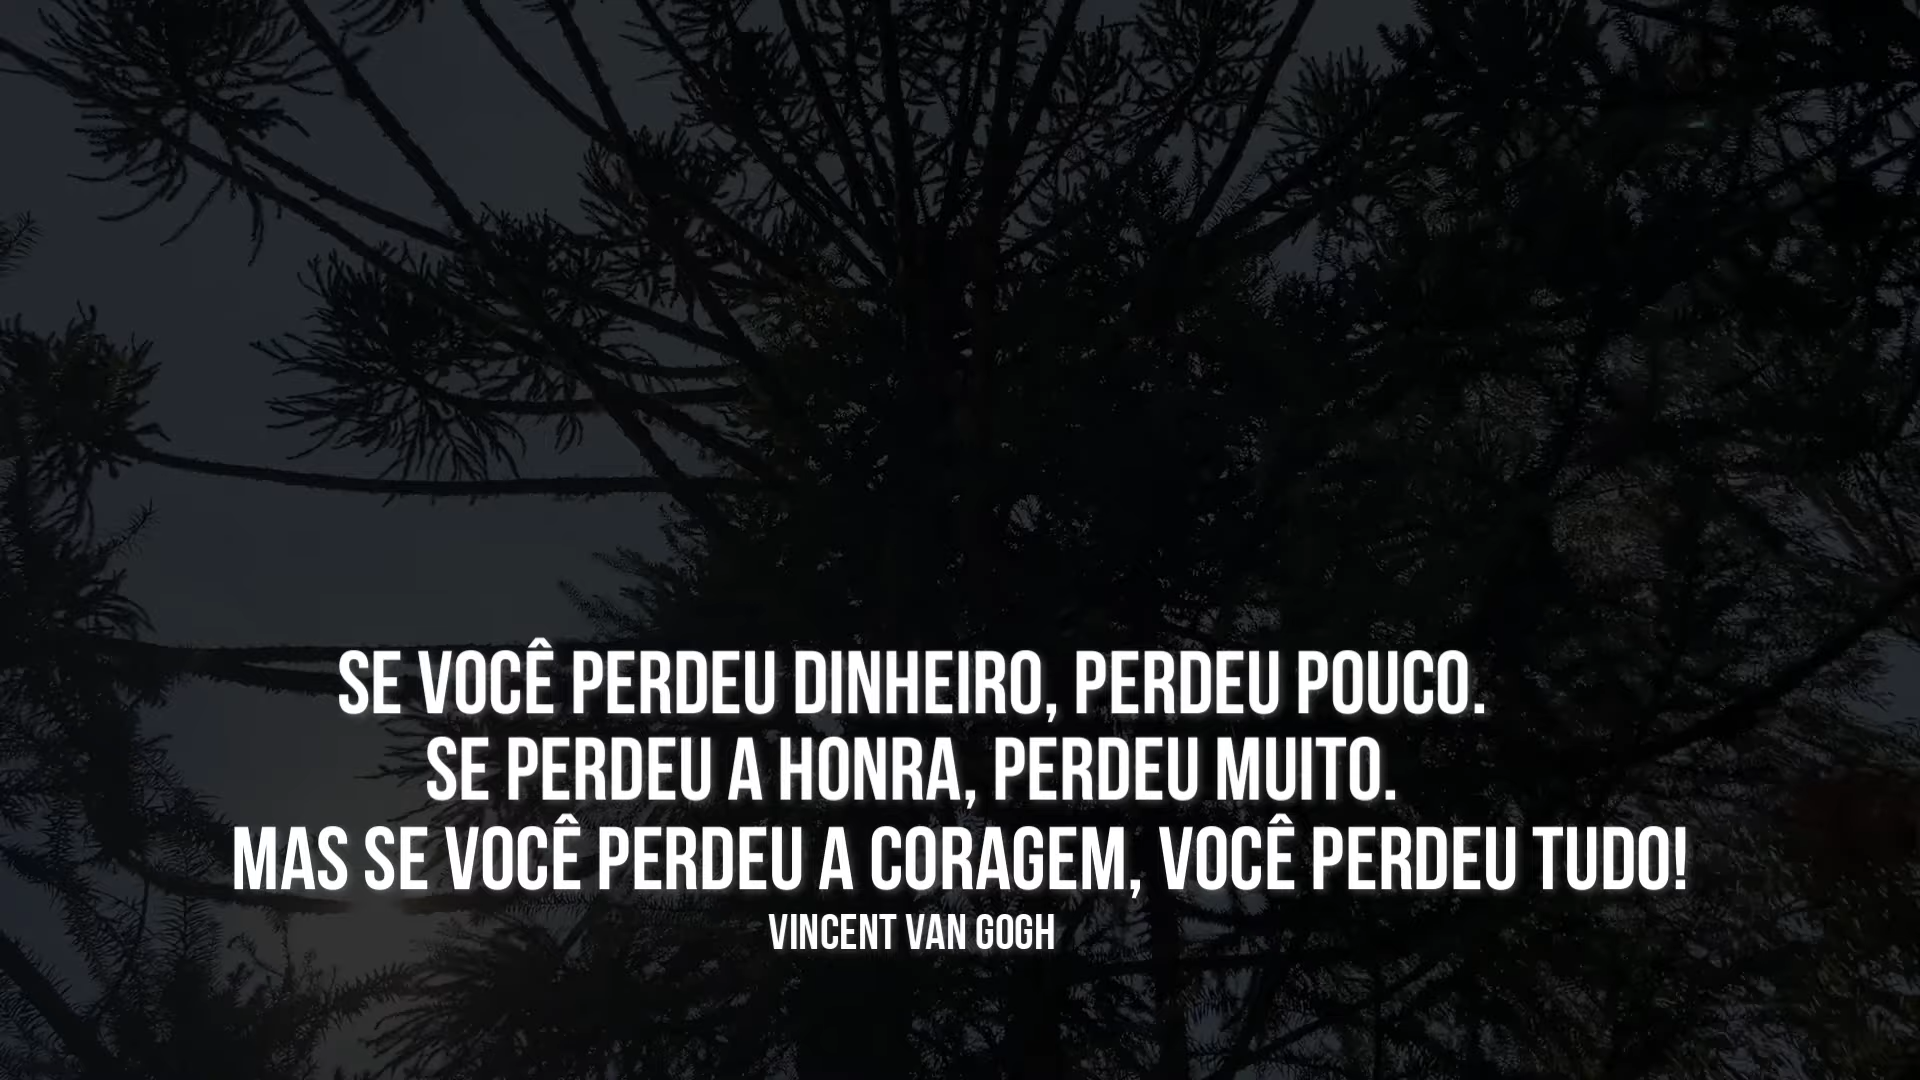 SE VOCÊ PERDEU DINHEIRO, PERDEU POUCO.
SE PERDEU A HONRA, PERDEU MUITO.
MAS SE VOCÊ PERDEU A CORAGEM, VOCÊ PERDEU TUDO!
VINCENT VAN GOGH